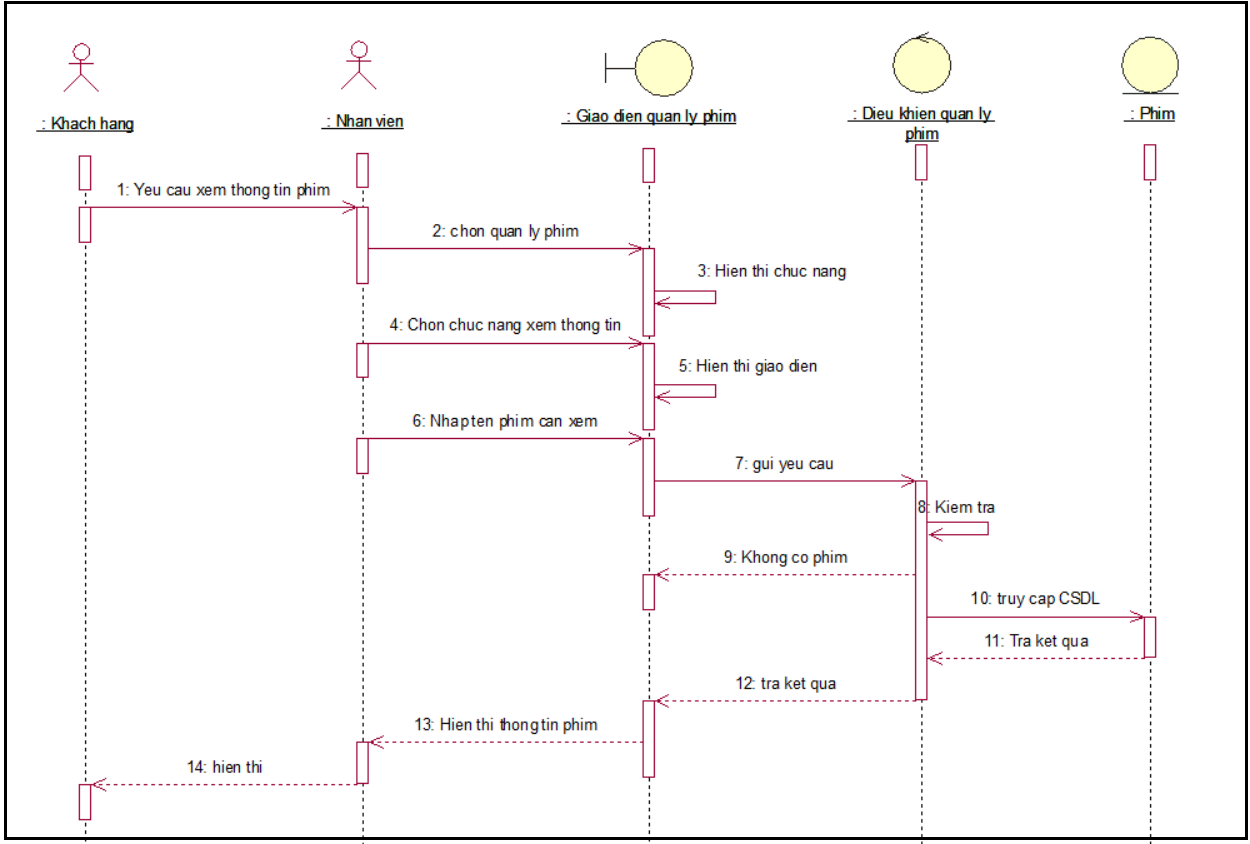 : Khach hang
: Nhan vien
: Giao dien quan ly phim
: Dieu khien quan ly
phim
: Phim
1: Yeu cau xem thong tin phim
2: chon quan ly phim
3: Hien thi chuc nang
4: Chon chuc nang xem thong tin
5: Hien thi giao dien
6: Nhap ten phim can xem
7: gui yeu cau
8: Kiem tra
9: Khong co phim
10: truy cap CSDL
11: Tra ket qua
12: tra ket qua
13: Hien thi thong tin phim
14: hien thi